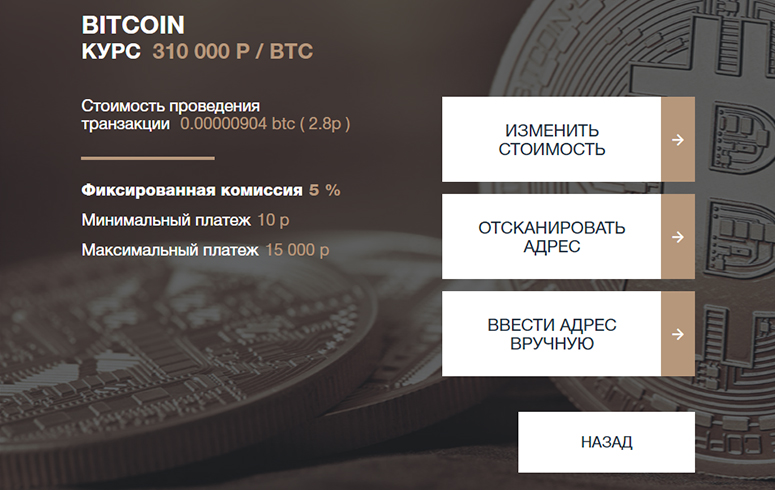 BITCOIN
КУРС 310 000 Р / BTC
Стоимость проведения
транзакции 0.00000904 btc ( 2.8р )
Фиксированная комиссия 5 %
Минимальный платеж 10 р
Максимальный платеж 15 000 р
ИЗМЕНИТЬ
СТОИМОСТЬ
ОТСКАНИРОВАТЬ
АДРЕС
ВВЕСТИ АДРЕС
ВРУЧНУЮ
НАЗАД